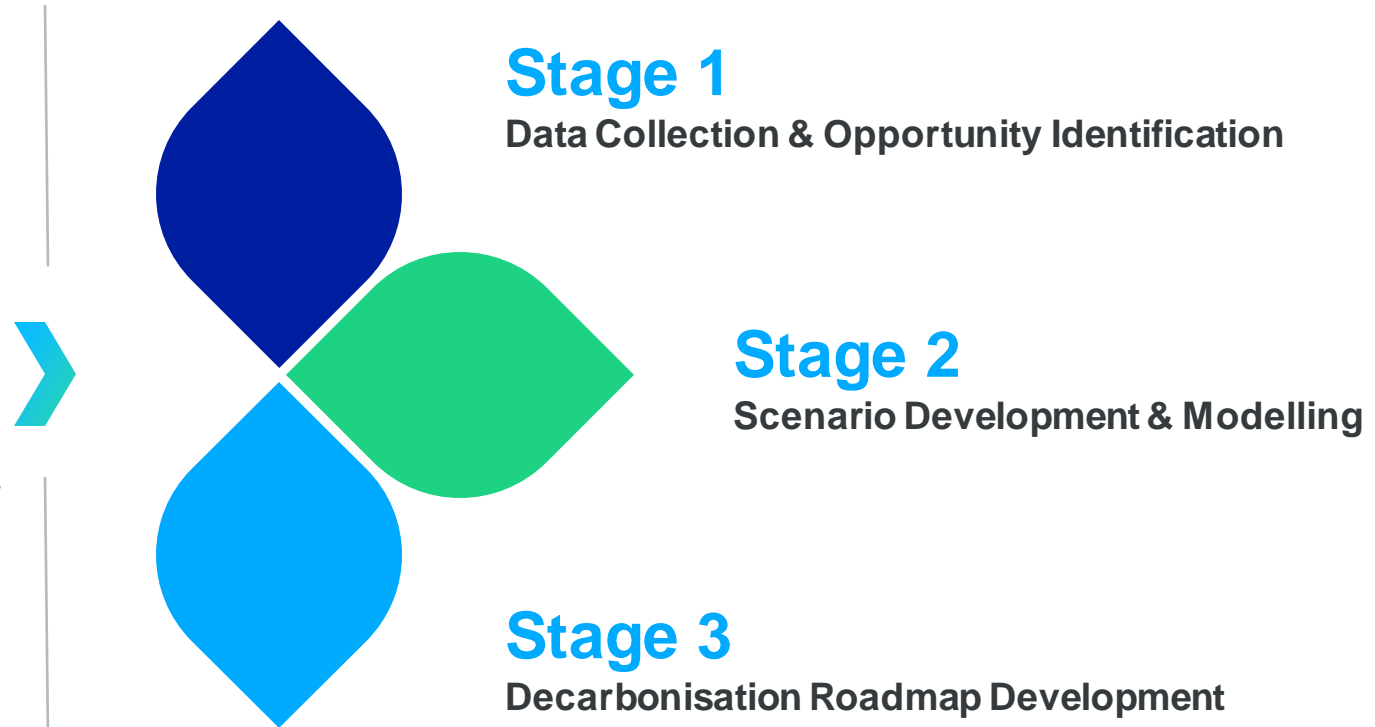 Stage 1
Data Collection & Opportunity Identification
Stage 2
Scenario Development & Modelling
Stage 3
Decarbonisation Roadmap Development